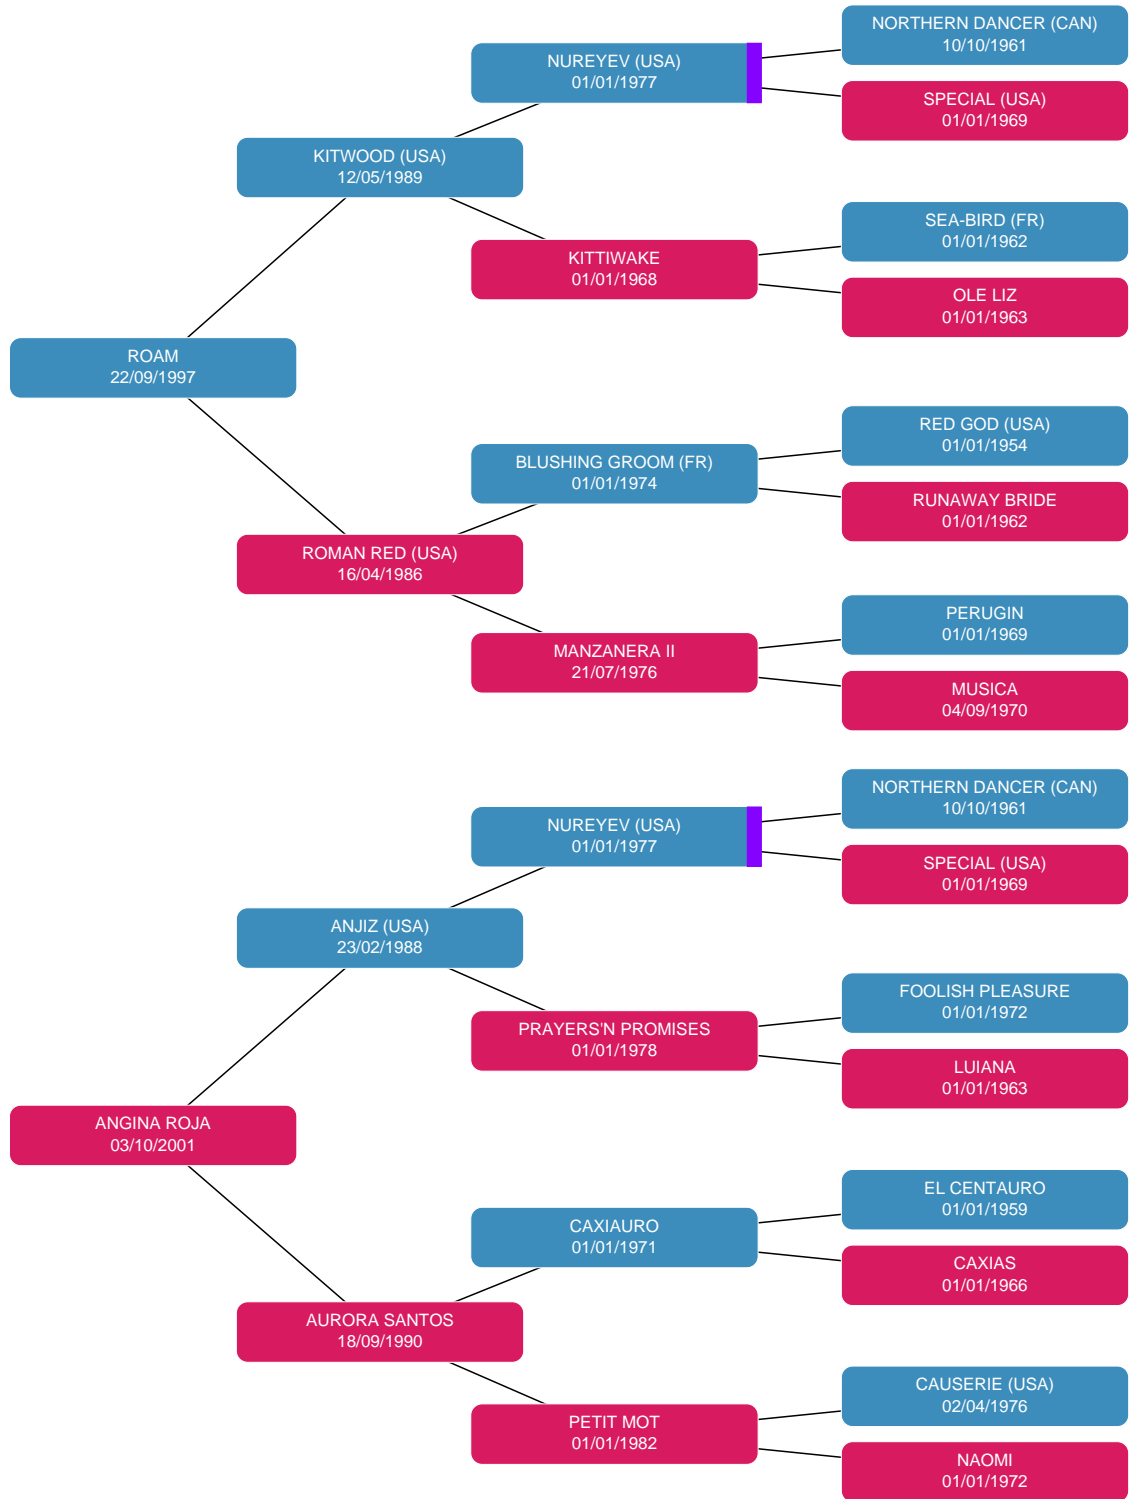 NORTHERN DANCER (CAN)
10/10/1961
NUREYEV (USA)
01/01/1977
SPECIAL (USA)
01/01/1969
KITWOOD (USA)
12/05/1989
SEA-BIRD (FR)
01/01/1962
KITTIWAKE
01/01/1968
OLE LIZ
01/01/1963
ROAM
22/09/1997
RED GOD (USA)
01/01/1954
BLUSHING GROOM (FR)
01/01/1974
RUNAWAY BRIDE
01/01/1962
ROMAN RED (USA)
16/04/1986
PERUGIN
01/01/1969
MANZANERA II
21/07/1976
MUSICA
04/09/1970
NORTHERN DANCER (CAN)
10/10/1961
NUREYEV (USA)
01/01/1977
SPECIAL (USA)
01/01/1969
ANJIZ (USA)
23/02/1988
FOOLISH PLEASURE
01/01/1972
PRAYERS'N PROMISES
01/01/1978
LUIANA
01/01/1963
ANGINA ROJA
03/10/2001
EL CENTAURO
01/01/1959
CAXIAURO
01/01/1971
CAXIAS
01/01/1966
AURORA SANTOS
18/09/1990
CAUSERIE (USA)
02/04/1976
PETIT MOT
01/01/1982
NAOMI
01/01/1972